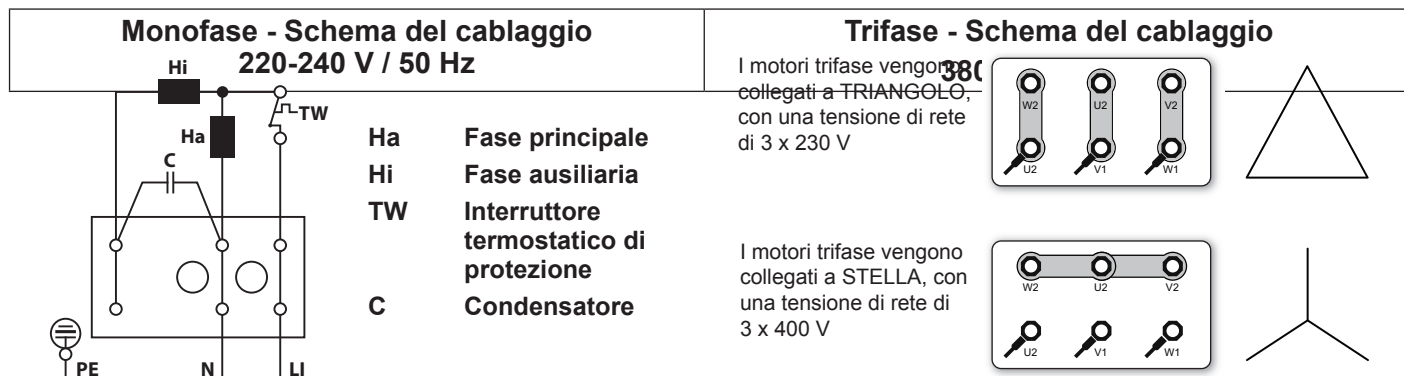 Monofase - Schema del cablaggio
220-240 V / 50 Hz
Hi
TW
Ha
C
PE
N
LI
Ha Fase principale
Hi Fase ausiliaria
TW Interruttore
termostatico di
protezione
C Condensatore
Trifase - Schema del cablaggio
380
I motori trifase vengono
collegati a TRIANGOLO,
con una tensione di rete
di 3 x 230 V
W2 U2 V2
U2 V1 W1
I motori trifase vengono
collegati a STELLA, con
una tensione di rete di
3 x 400 V
W2 U2 V2
U2 V1 W1